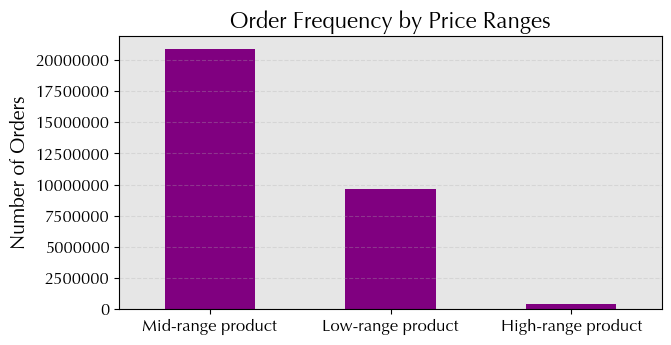 Order Frequency by Price Ranges
Number of Orders
20000000
17500000
15000000
12500000
10000000
7500000
5000000
2500000
0
Mid-range product
Low-range product
High-range product